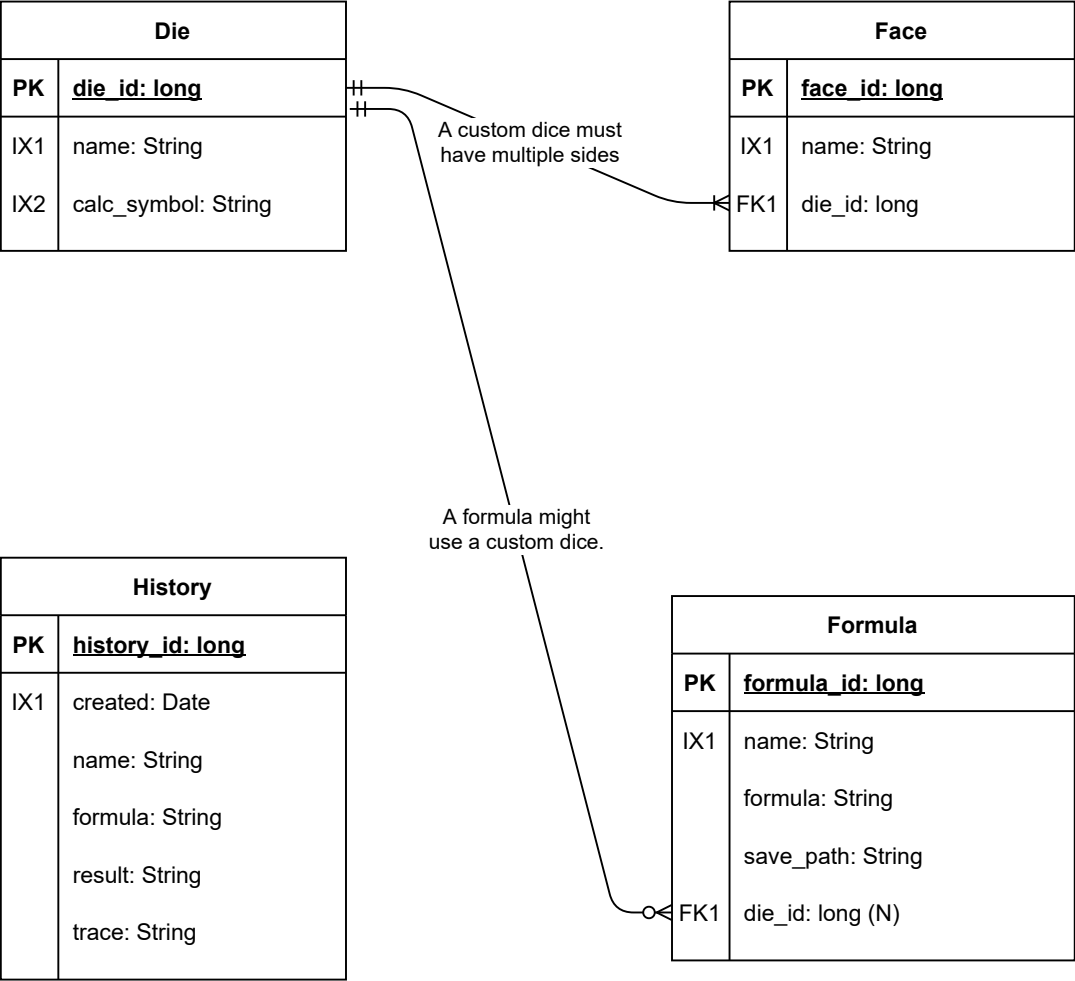 Die
PK die_id: long
IX1 name: String
IX2 calc_symbol: String
Face
PK face_id: long
IX1 name: String
FK1 die_id: long
A custom dice must
have multiple sides
A formula might
use a custom dice.
History
PK history_id: long
IX1 created: Date
name: String
formula: String
result: String
trace: String
Formula
PK formula_id: long
IX1 name: String
formula: String
save_path: String
FK1 die_id: long (N)